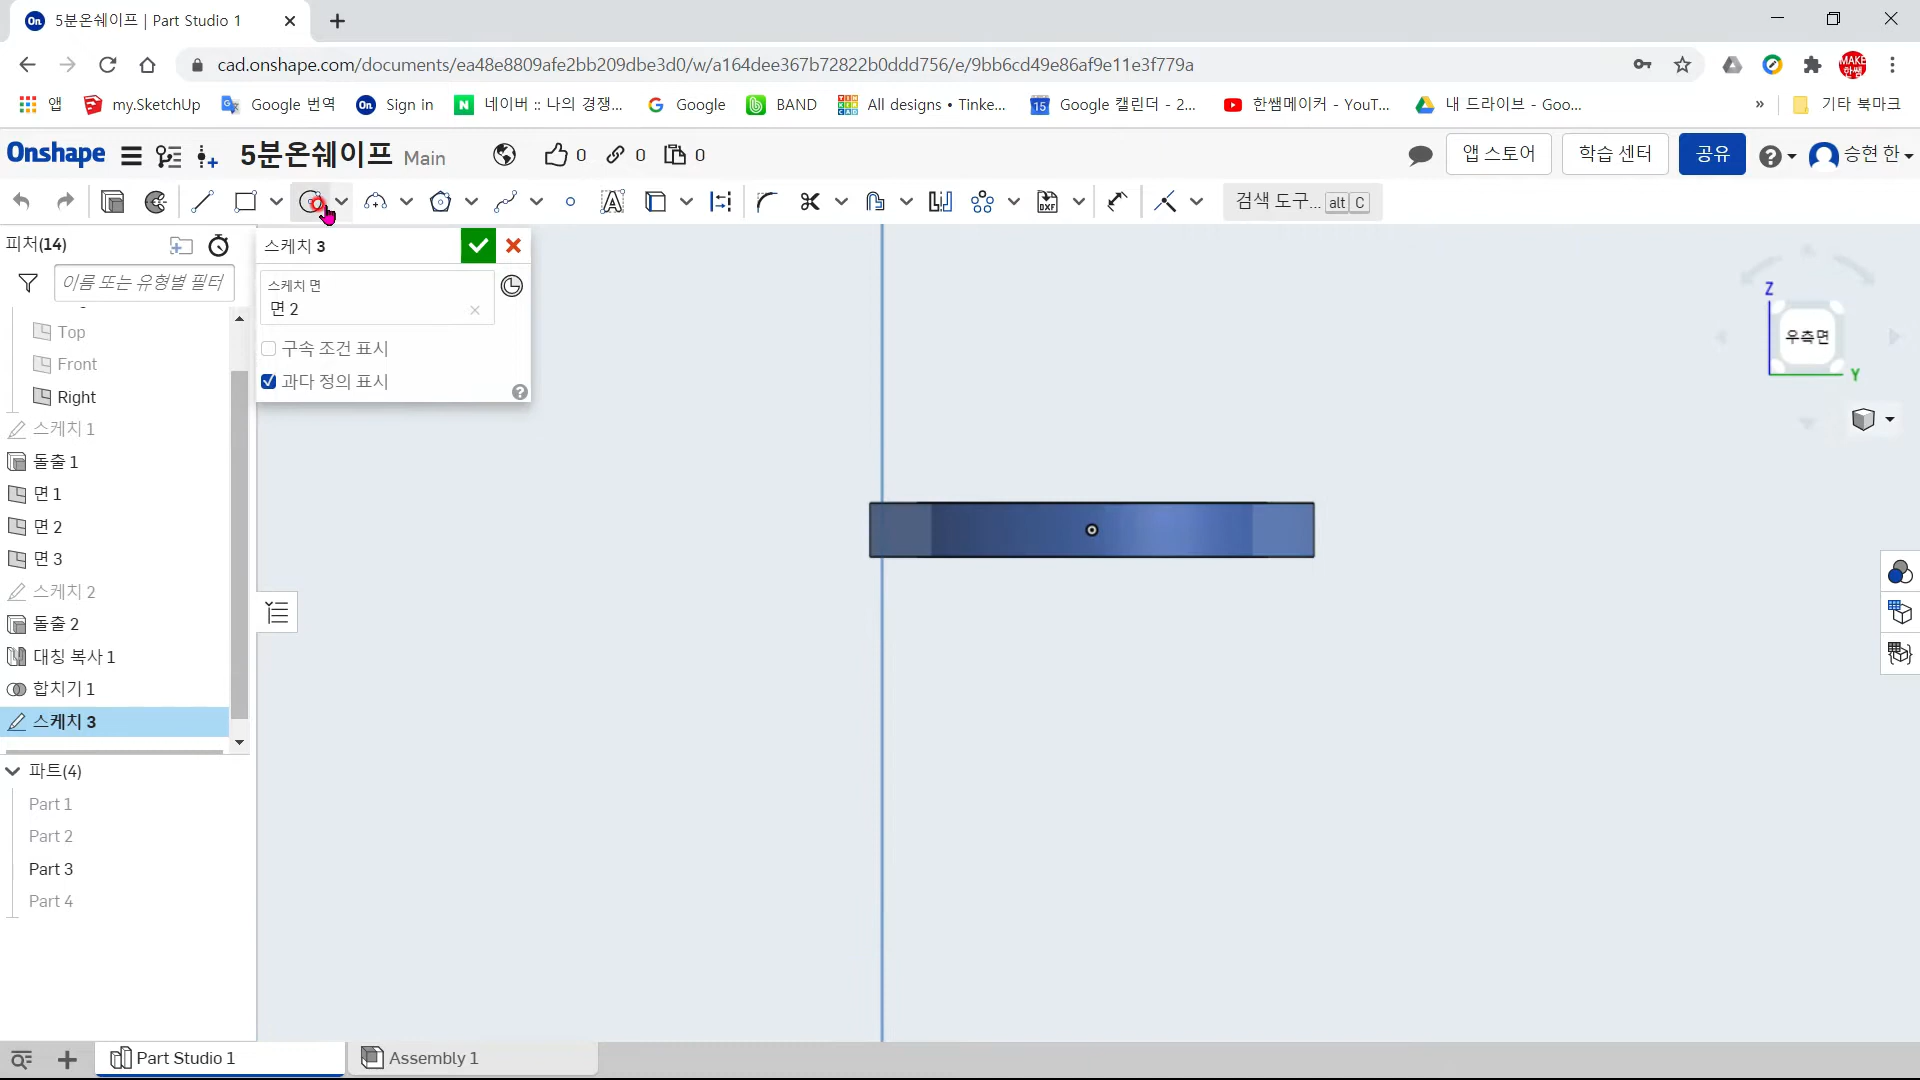 On 5분온쉐이프 | Part Studio 1
cad.onshape.com/documents/ea48e8809afe2bb209dbe3d0/w/a164dee367b72822b0ddd756/e/9bb6cd49e86af9e11e3f779a MAKE 한쌤
앱 my.SketchUp Google 번역 On Sign in N 네이버 :: 나의 경쟁... Google BAND All designs • Tinke... 15 Google 캘린더 - 2... 한쌤메이커 - YouT... 내 드라이브 - Goo... » 기타 북마크
Onshape 5분온쉐이프 Main 0 0 0 앱 스토어 학습 센터 공유 승현 한
DXF 검색 도구... alt C
피처(14)
이름 또는 유형별 필터
Top
Front
Right
스케치 1
돌출 1
면 1
면 2
면 3
스케치 2
돌출 2
대칭 복사 1
합치기 1
스케치 3
파트(4)
Part 1
Part 2
Part 3
Part 4
스케치 3
스케치 면
면 2
구속 조건 표시
과다 정의 표시
Z
우측면
Y
Part Studio 1 Assembly 1